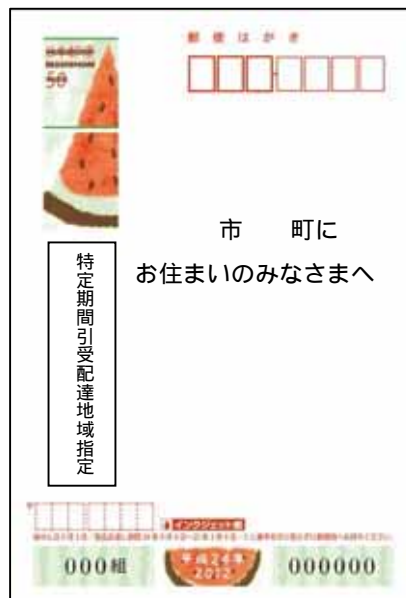 郵便はがき
50
市 町に
お住まいのみなさまへ
特定期間引受配達地域指定
インクジェット用
000組
平成24年
2012
000000